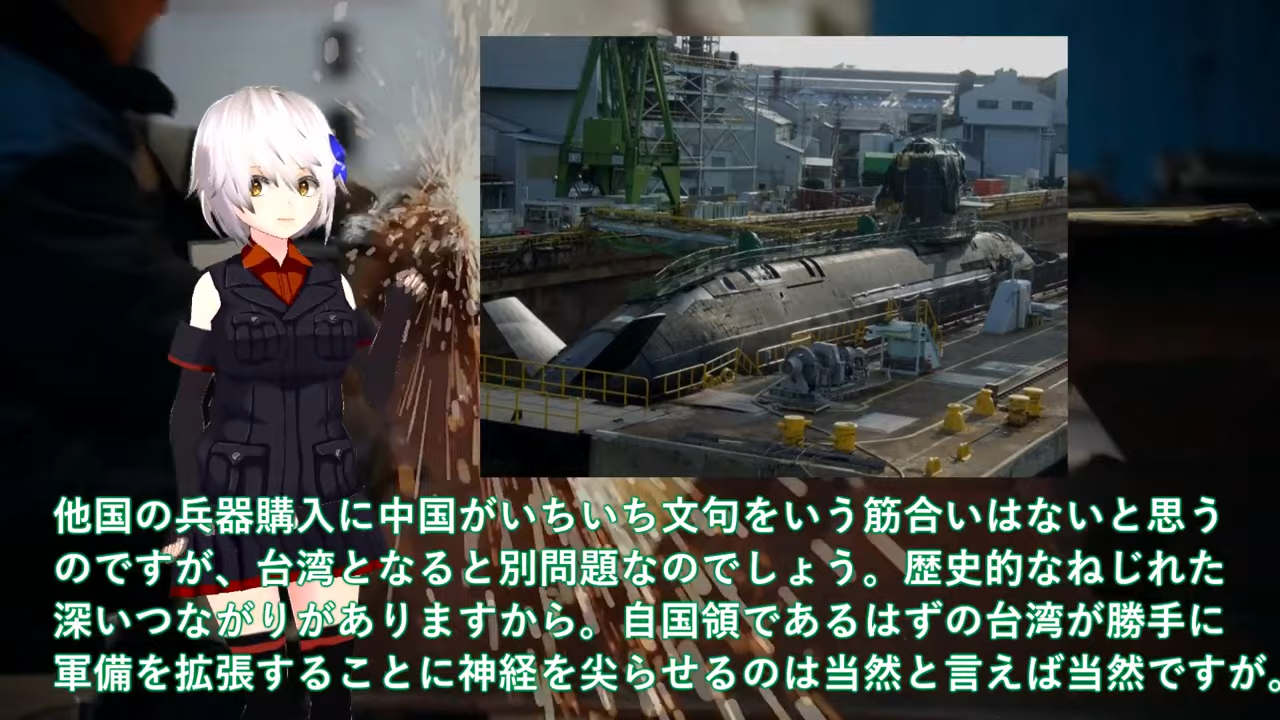 他国の兵器購入に中国がいちいち文句をいう筋合いはないと思う
のですが、台湾となると別問題なのでしょう。歴史的なねじれた
深いつながりがありますから。自国領であるはずの台湾が勝手に
軍備を拡張することに神経を尖らせるのは当然と言えば当然ですが。